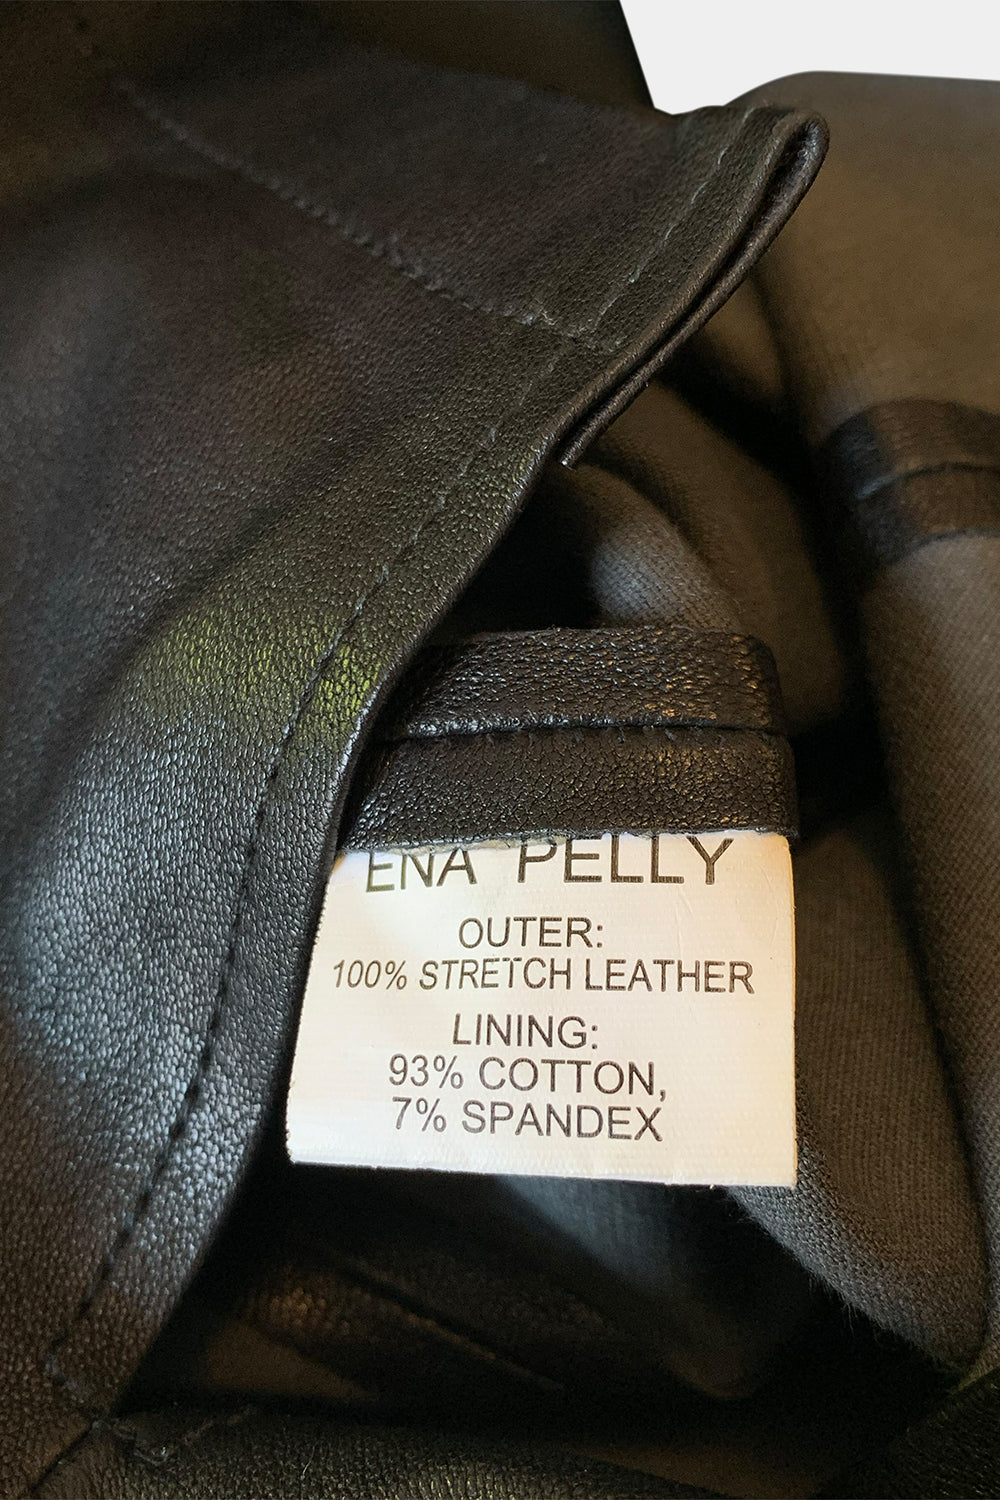 ENA PELLY
OUTER:
100% STRETCH LEATHER
LINING:
93% COTTON,
7% SPANDEX